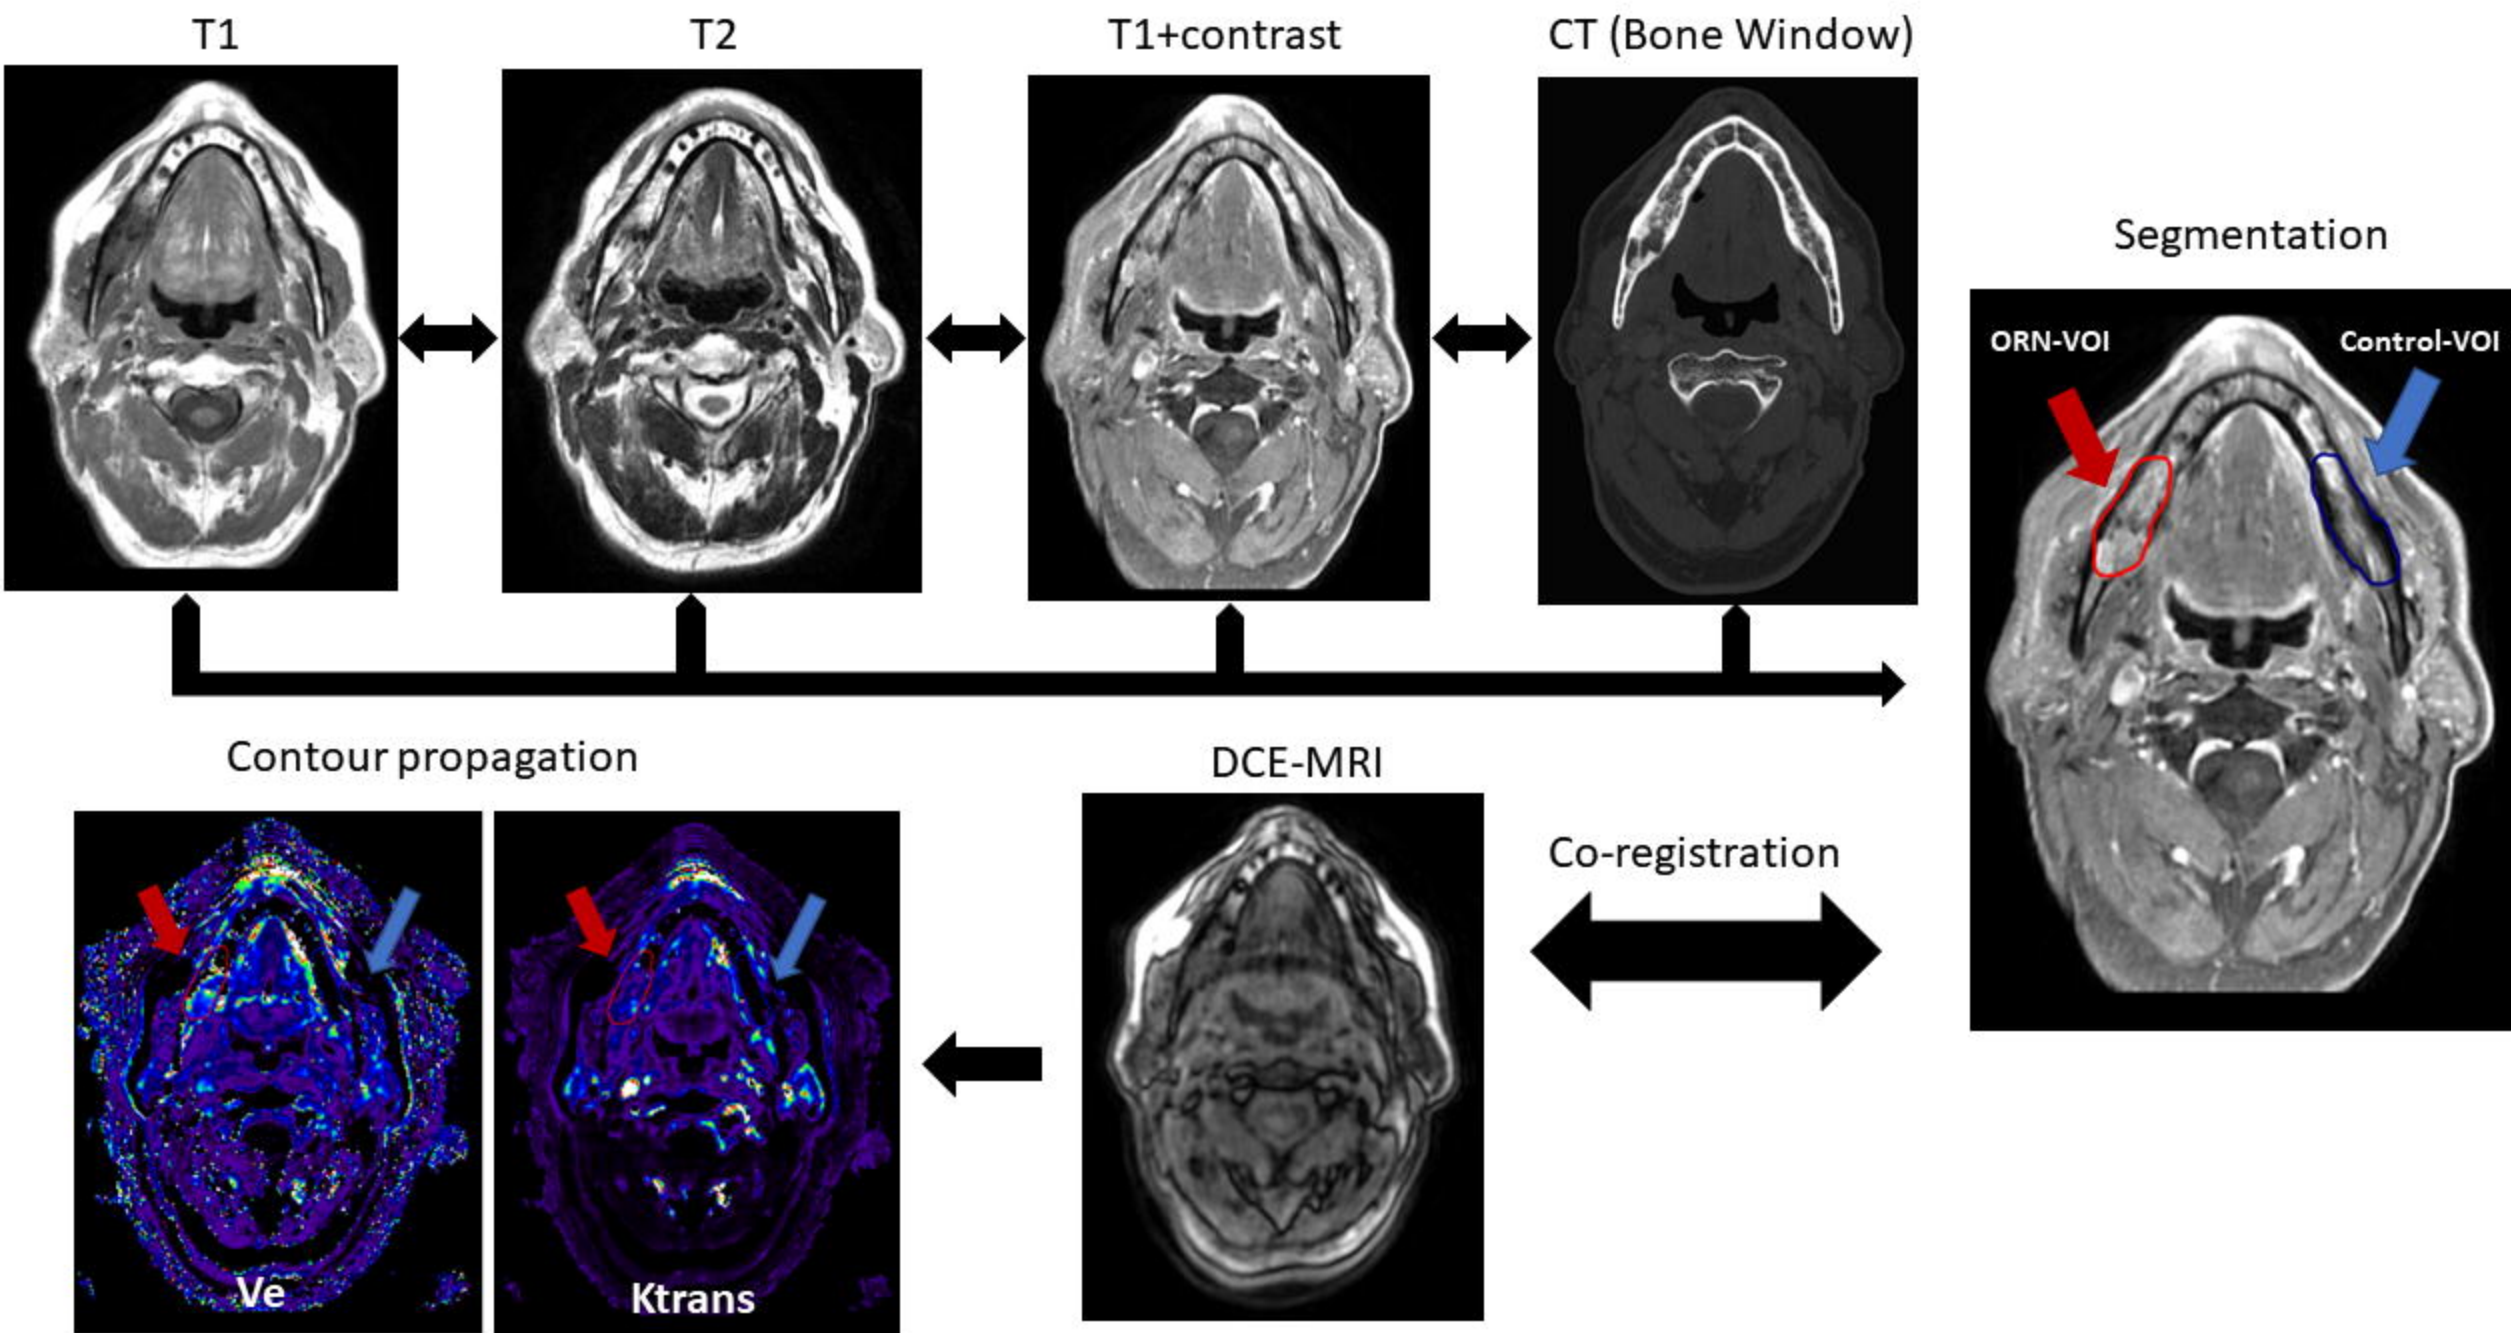 T1
T2
T1+contrast
CT (Bone Window)
Segmentation
ORN-VOI
Control-VOI
Contour propagation
DCE-MRI
Co-registration
Ve
Ktrans